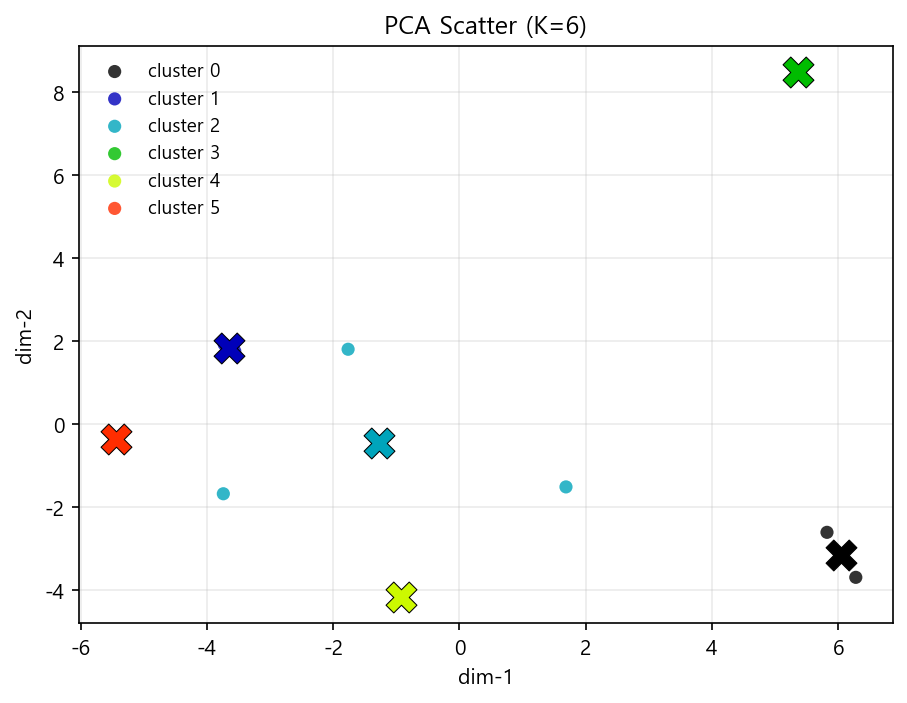 PCA Scatter (K=6)
cluster 0
cluster 1
cluster 2
cluster 3
cluster 4
cluster 5
8
6
4
2
0
-2
-4
dim-2
-6 -4 -2 0 2 4 6
dim-1